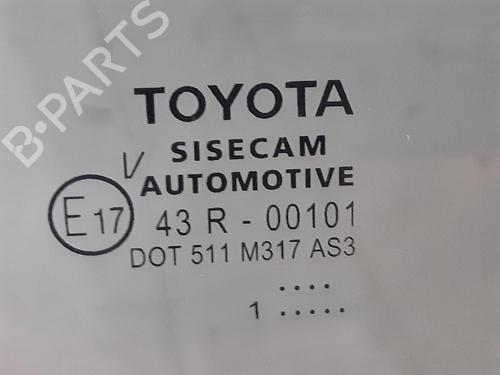 B-PARTS
TOYOTA
SISECAM
V AUTOMOTIVE
E17 43 R - 00101
DOT 511 M317 AS3
....
1 .....